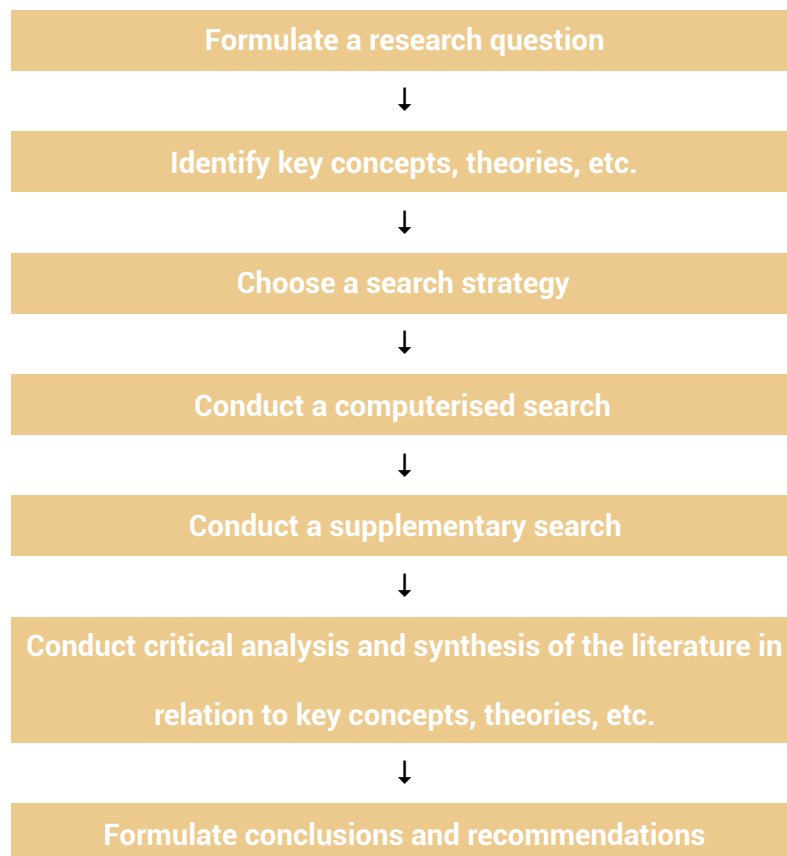 Formulate a research question
↓
Identify key concepts, theories, etc.
↓
Choose a search strategy
↓
Conduct a computerised search
↓
Conduct a supplementary search
↓
Conduct critical analysis and synthesis of the literature in
relation to key concepts, theories, etc.
↓
Formulate conclusions and recommendations